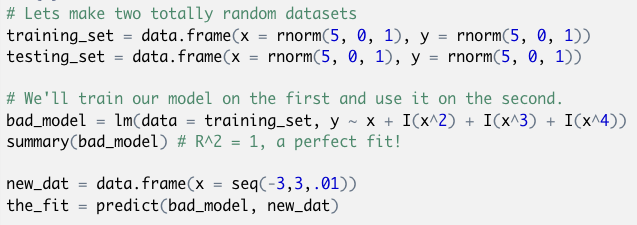 # Lets make two totally random datasets
training_set = data.frame(x = rnorm(5, 0, 1), y = rnorm(5, 0, 1))
testing_set = data.frame(x = rnorm(5, 0, 1), y = rnorm(5, 0, 1))
# We'll train our model on the first and use it on the second.
bad_model = lm(data = training_set, y ~ x + I(x^2) + I(x^3) + I(x^4))
summary(bad_model) # R^2 = 1, a perfect fit!
new_dat = data.frame(x = seq(-3,3,.01))
the_fit = predict(bad_model, new_dat)